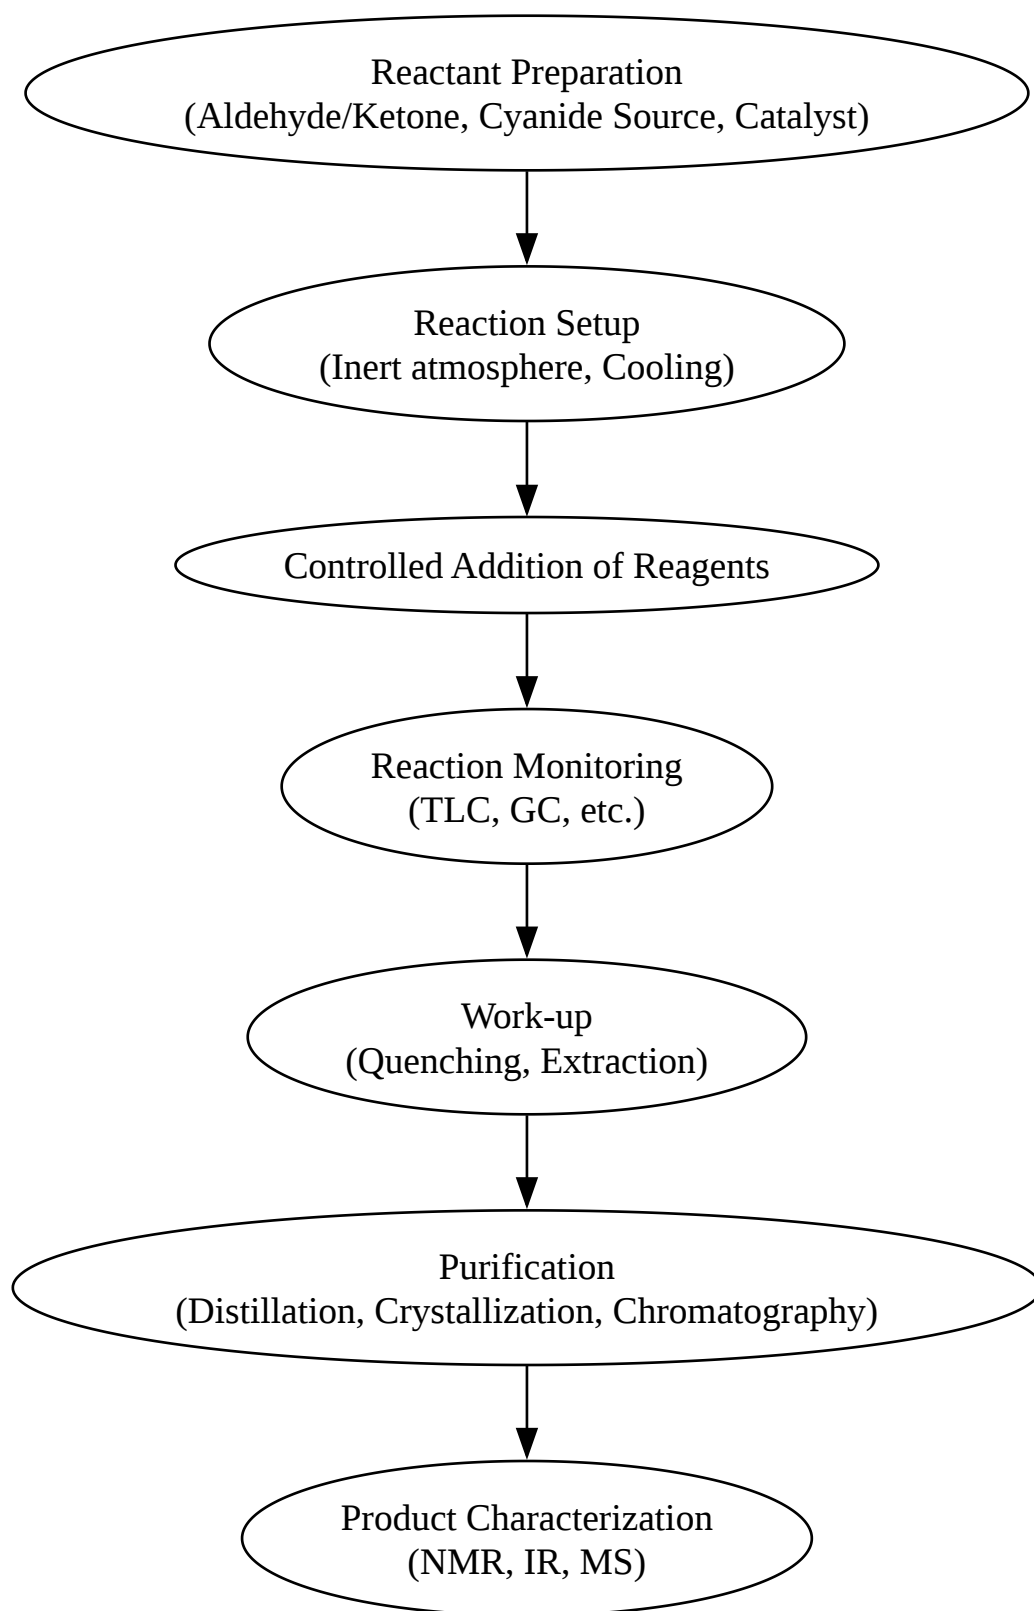 Reactant Preparation
(Aldehyde/Ketone, Cyanide Source, Catalyst)
Reaction Setup
(Inert atmosphere, Cooling)
Controlled Addition of Reagents
Reaction Monitoring
(TLC, GC, etc.)
Work-up
(Quenching, Extraction)
Purification
(Distillation, Crystallization, Chromatography)
Product Characterization
(NMR, IR, MS)